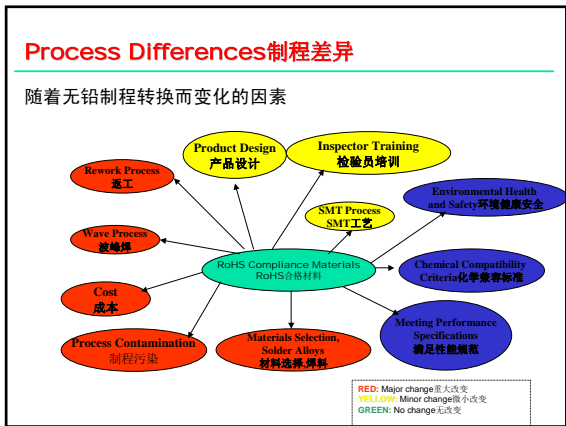 Process Differences制程差异
随着无铅制程转换而变化的因素
Product Design
产品设计
Inspector Training
检验员培训
Rework Process
返工
Environmental Health
and Safety环境健康安全
SMT Process
SMT工艺
Wave Process
波峰焊
RoHS Compliance Materials
RoHS合格材料
Chemical Compatibility
Criteria化学兼容标准
Cost
成本
Meeting Performance
Specifications
满足性能规范
Process Contamination
制程污染
Materials Selection,
Solder Alloys
材料选择,焊料
RED: Major change重大改变
YELLOW: Minor change微小改变
GREEN: No change无改变